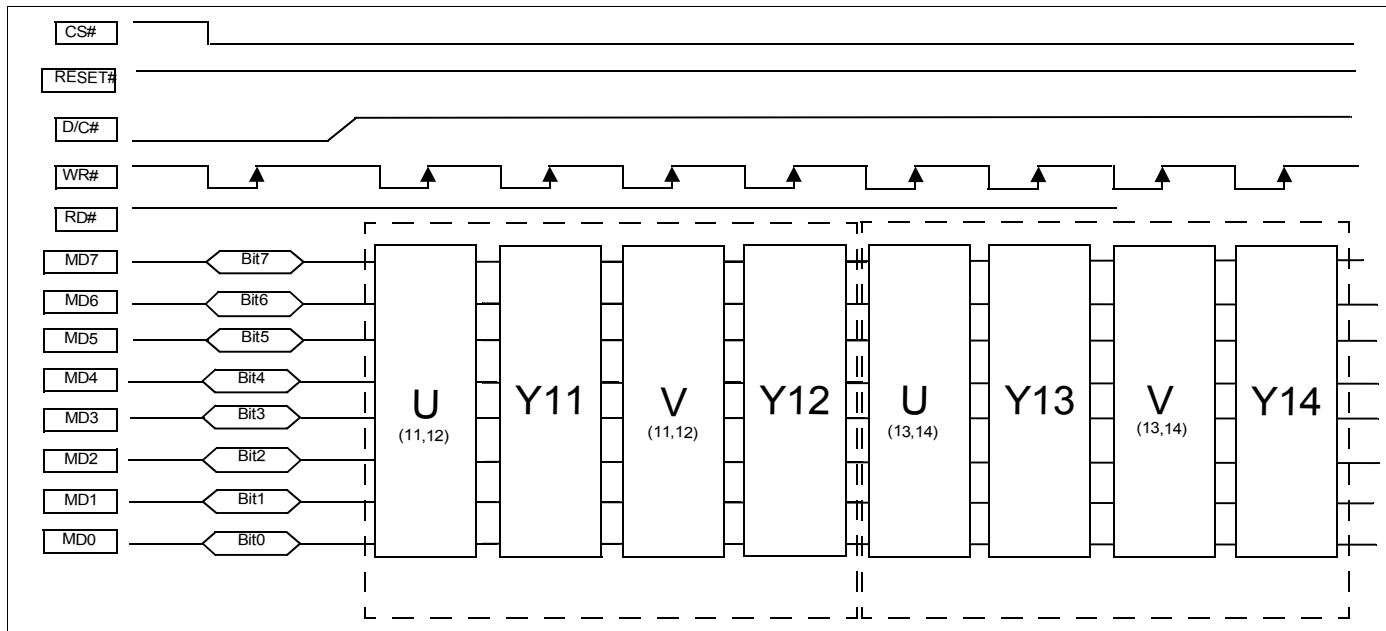 CS#
RESET#
D/C#
WR#
RD#
MD7 Bit7
MD6 Bit6
MD5 Bit5
MD4 Bit4
MD3 Bit3
MD2 Bit2
MD1 Bit1
MD0 Bit0
U Y11 V Y12 U Y13 V Y14
(11,12) (11,12) (13,14) (13,14)